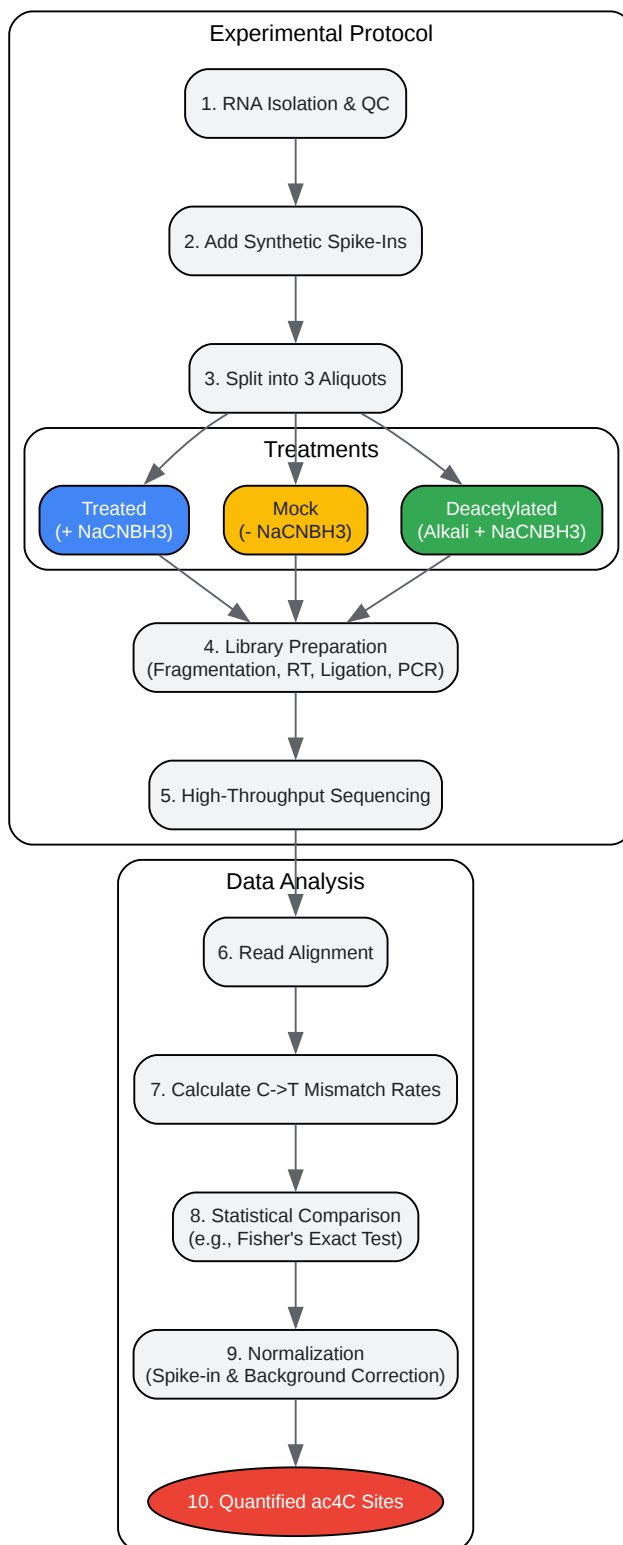 Experimental Protocol
1. RNA Isolation & QC
2. Add Synthetic Spike-Ins
3. Split into 3 Aliquots
Treatments
Treated
(+ NaCNBH3)
Mock
(- NaCNBH3)
Deacetylated
(Alkali + NaCNBH3)
4. Library Preparation
(Fragmentation, RT, Ligation, PCR)
5. High-Throughput Sequencing
Data Analysis
6. Read Alignment
7. Calculate C->T Mismatch Rates
8. Statistical Comparison
(e.g., Fisher's Exact Test)
9. Normalization
(Spike-in & Background Correction)
10. Quantified ac4C Sites